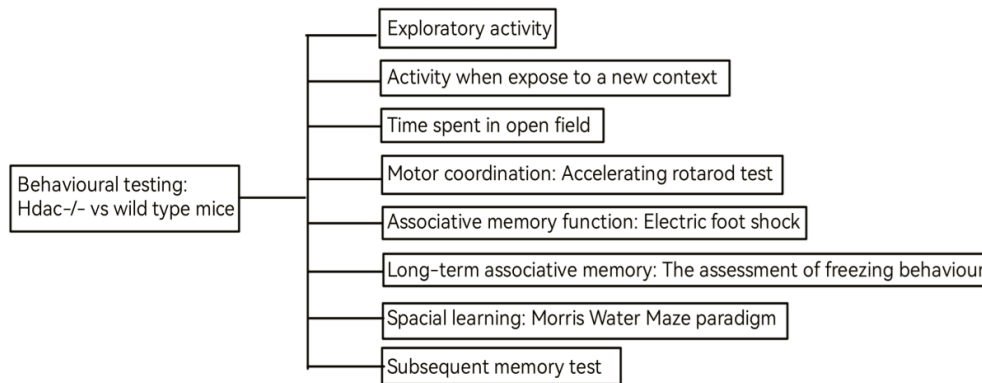 Exploratory activity
Activity when expose to a new context
Time spent in open field
Motor coordination: Accelerating rotarod test
Behavioural testing:
Hdac-/- vs wild type mice
Associative memory function: Electric foot shock
Long-term associative memory: The assessment of freezing behaviour
Spacial learning: Morris Water Maze paradigm
Subsequent memory test